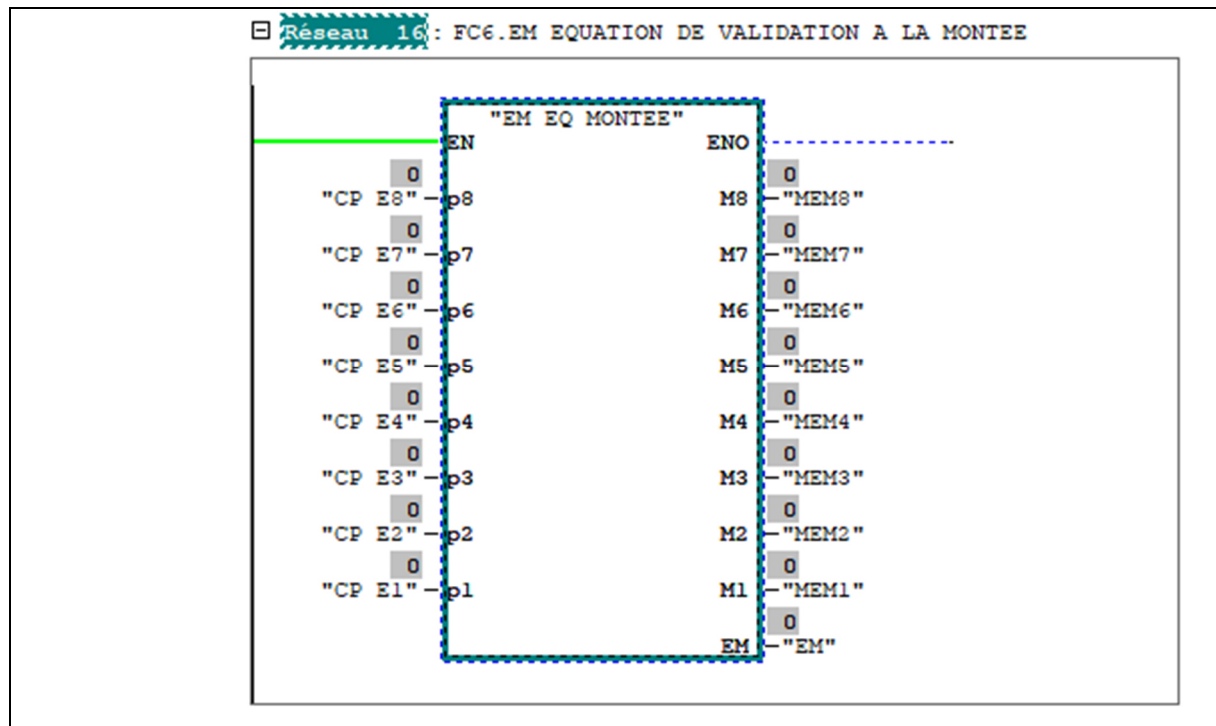 Réseau 16 : FC6.EM EQUATION DE VALIDATION A LA MONTEE
"EM EQ MONTEE"
EN ENO
0 0
"CP E8" p8 M8 "MEM8"
0 0
"CP E7" p7 M7 "MEM7"
0 0
"CP E6" p6 M6 "MEM6"
0 0
"CP E5" p5 M5 "MEM5"
0 0
"CP E4" p4 M4 "MEM4"
0 0
"CP E3" p3 M3 "MEM3"
0 0
"CP E2" p2 M2 "MEM2"
0 0
"CP E1" p1 M1 "MEM1"
0
EM "EM"